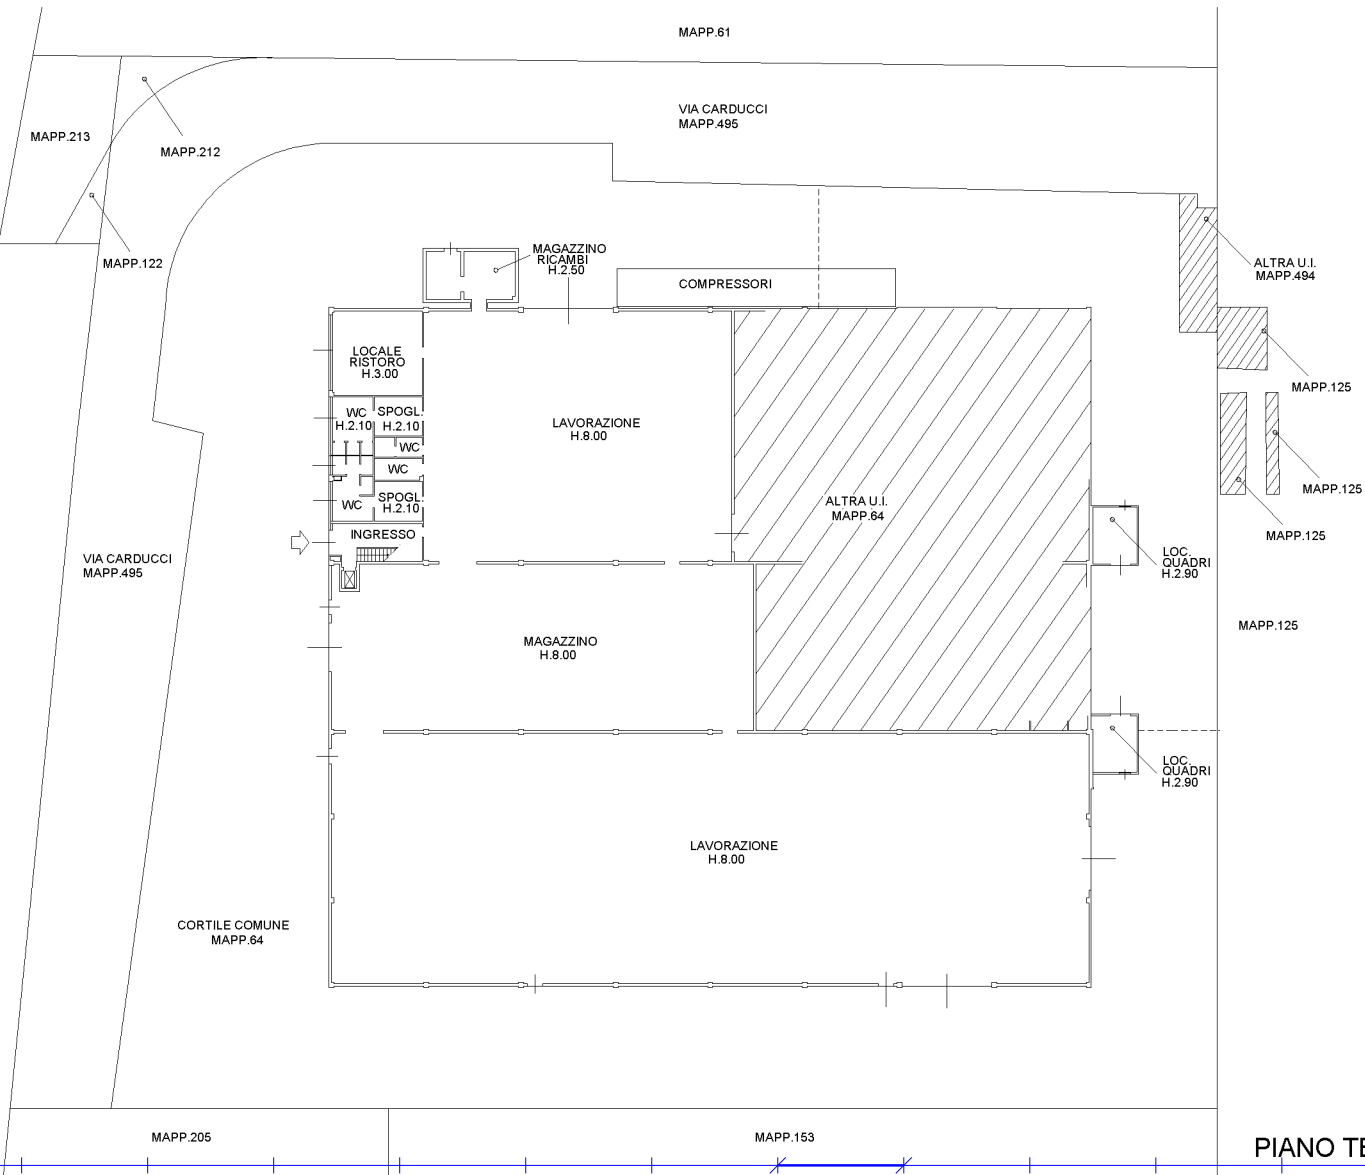 MAPP.61
VIA CARDUCCI
MAPP.495
MAPP.213
MAPP.212
MAPP.122
MAGAZZINO
RICAMBI
H.2.50
COMPRESSORI
ALTRA U.I.
MAPP.494
LOCALE
RISTORO
H.3.00
MAPP.125
WC
H.2.10
SPOGL.
H.2.10
LAVORAZIONE
H.8.00
WC
WC
SPOGL.
H.2.10
WC
MAPP.125
ALTRA U.I.
MAPP.64
INGRESSO
MAPP.125
VIA CARDUCCI
MAPP.495
LOC.
QUADRI
H.2.90
MAPP.125
MAGAZZINO
H.8.00
LOC.
QUADRI
H.2.90
LAVORAZIONE
H.8.00
CORTILE COMUNE
MAPP.64
MAPP.205
MAPP.153
PIANO TE